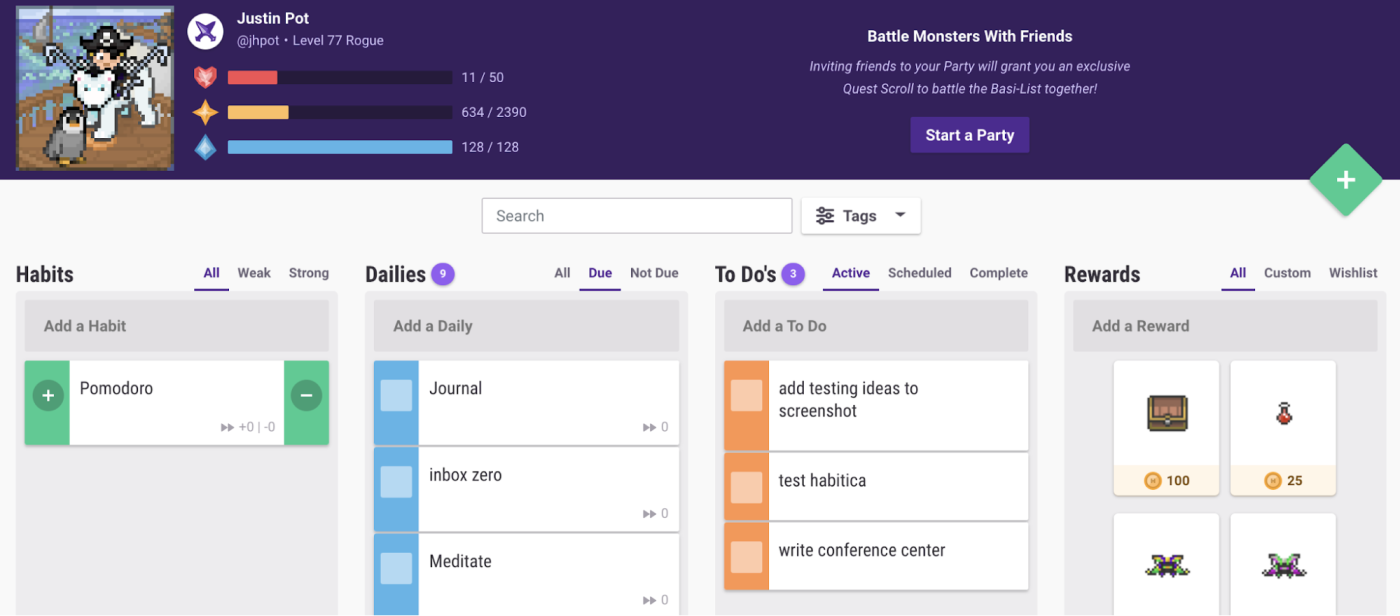 Justin Pot
@jhpot • Level 77 Rogue
11 / 50
634 / 2390
128 / 128
Battle Monsters With Friends
Inviting friends to your Party will grant you an exclusive
Quest Scroll to battle the Basi-List together!
Start a Party
+
Search
Tags
Habits
All Weak Strong
Add a Habit
+
Pomodoro
−
+0 | -0
Dailies 9
All Due Not Due
Add a Daily
Journal
0
inbox zero
0
Meditate
0
To Do's 3
Active Scheduled Complete
Add a To Do
add testing ideas to
screenshot
test habitica
write conference center
Rewards
All Custom Wishlist
Add a Reward
100
25